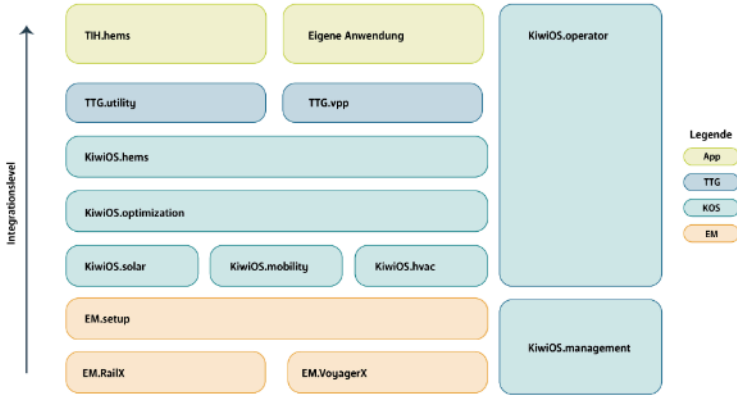 TIH.hems
Eigene Anwendung
KiwiOS.operator
TTG.utility
TTG.vpp
KiwiOS.hems
KiwiOS.optimization
KiwiOS.solar
KiwiOS.mobility
KiwiOS.hvac
EM.setup
KiwiOS.management
EM.RailX
EM.VoyagerX
Integrationslevel
Legende
App
TTG
KOS
EM